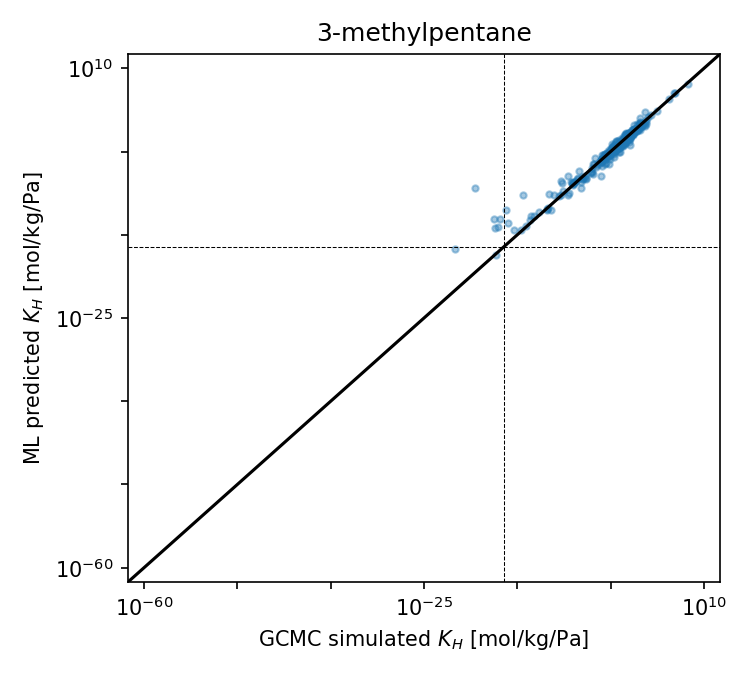 3-methylpentane
10^10
10^-25
10^-60
ML predicted K_H [mol/kg/Pa]
10^-60
10^-25
10^10
GCMC simulated K_H [mol/kg/Pa]